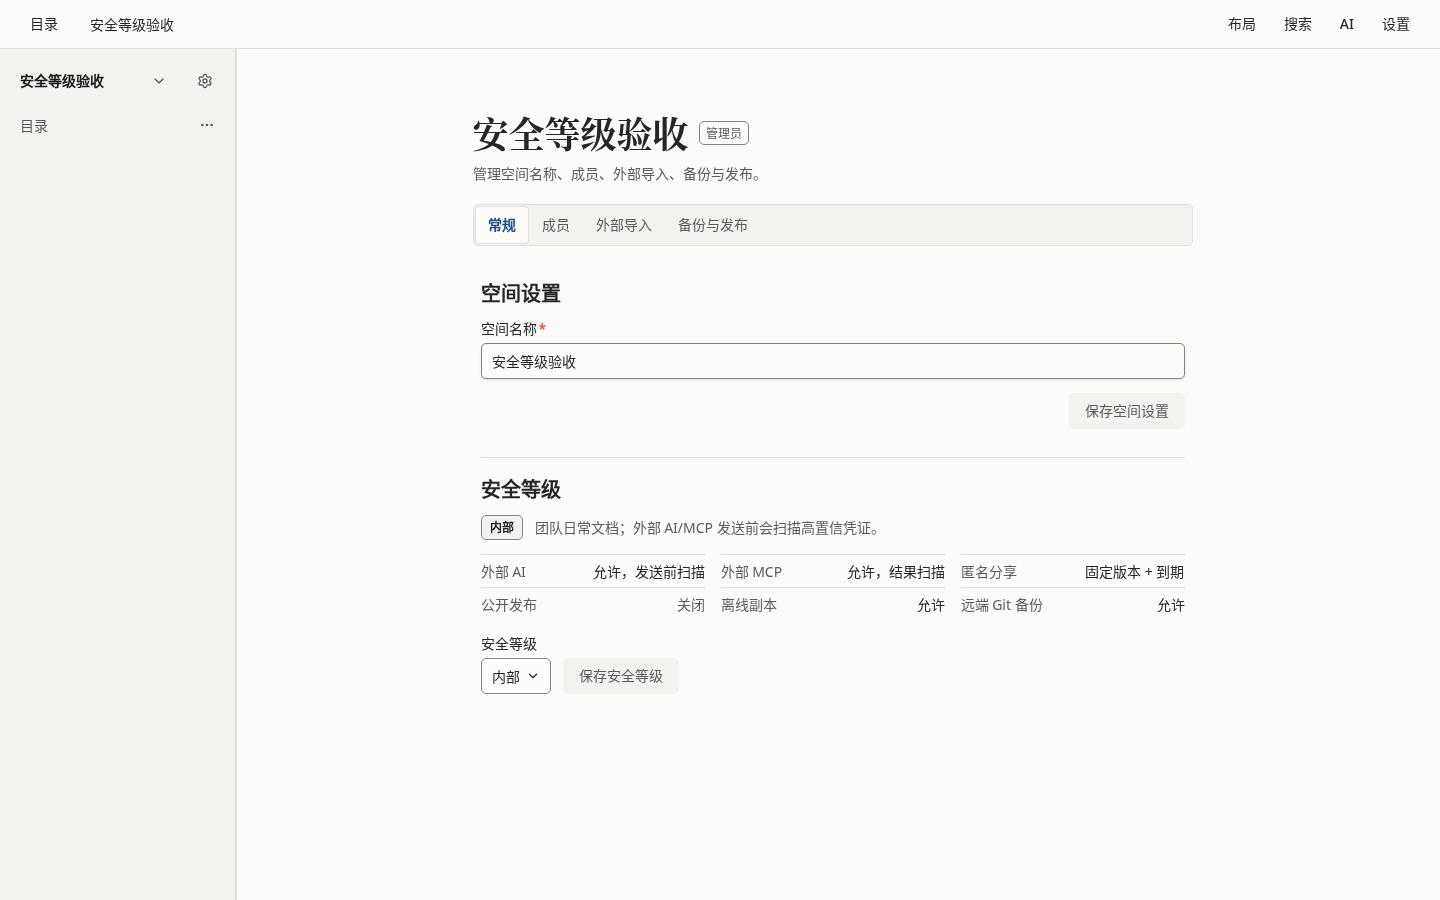 目录 安全等级验收 布局 搜索 AI 设置
安全等级验收
目录
安全等级验收 管理员
管理空间名称、成员、外部导入、备份与发布。
常规 成员 外部导入 备份与发布
空间设置
空间名称*
安全等级验收
保存空间设置
安全等级
内部 团队日常文档；外部 AI/MCP 发送前会扫描高置信凭证。
外部 AI 允许，发送前扫描 外部 MCP 允许，结果扫描 匿名分享 固定版本 + 到期
公开发布 关闭 离线副本 允许 远端 Git 备份 允许
安全等级
内部 保存安全等级